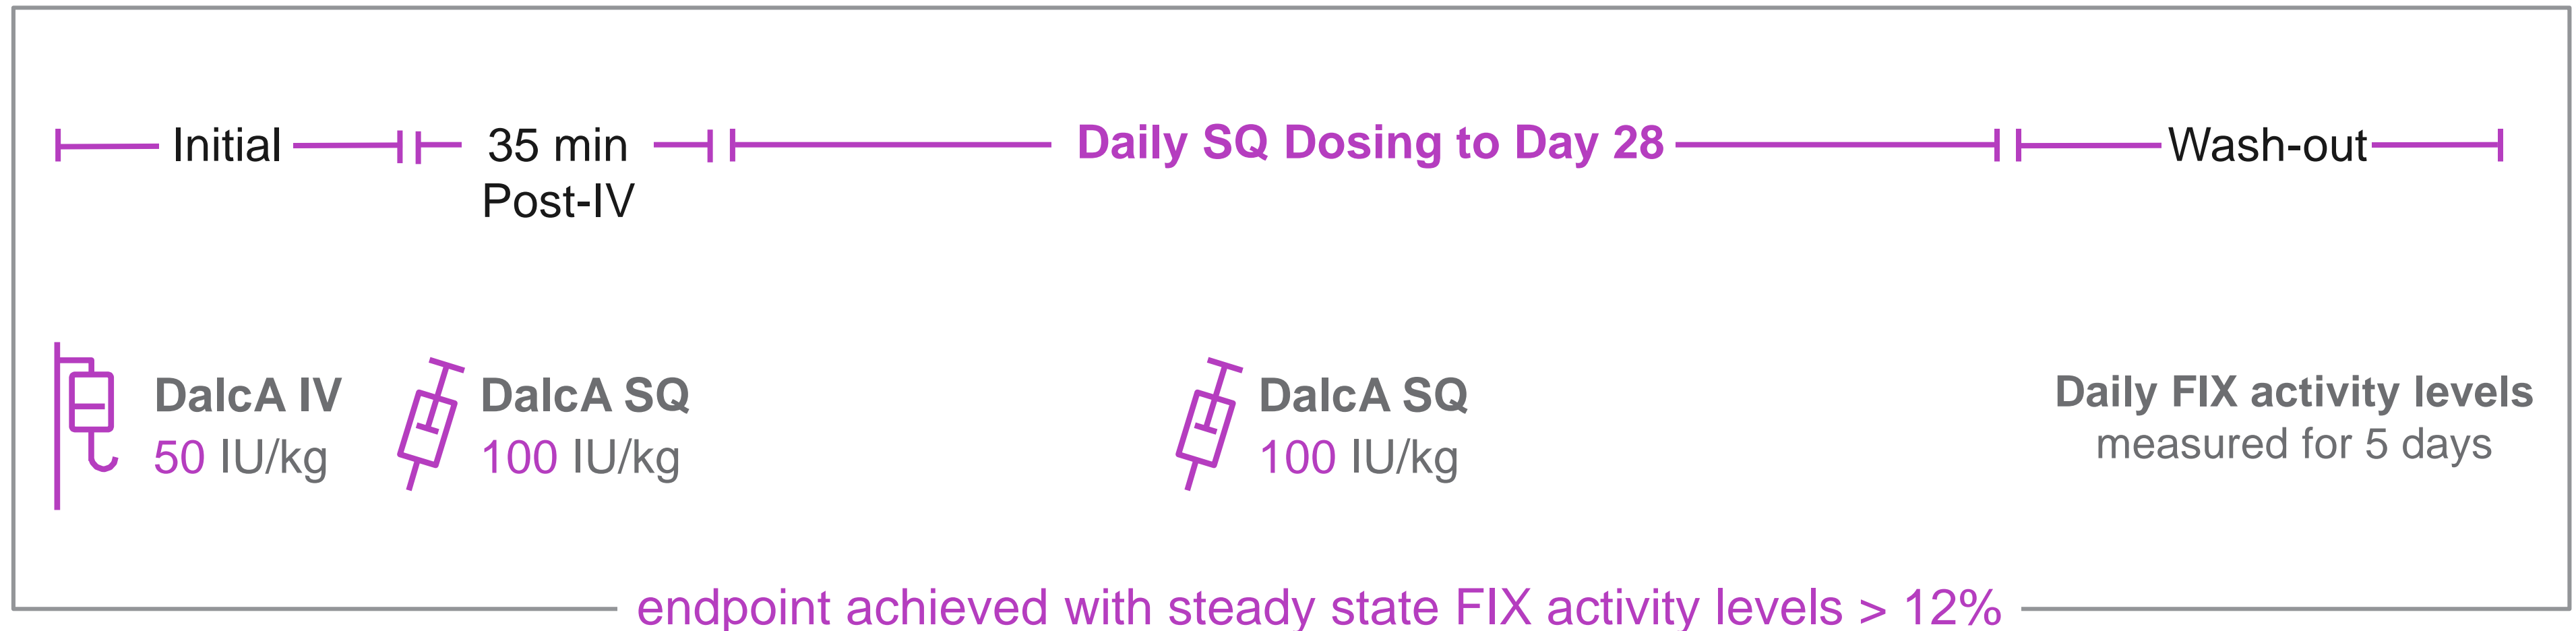 Initial
35 min
Post-IV
Daily SQ Dosing to Day 28
Wash-out
DalcA IV
50 IU/kg
DalcA SQ
100 IU/kg
DalcA SQ
100 IU/kg
Daily FIX activity levels
measured for 5 days
endpoint achieved with steady state FIX activity levels > 12%